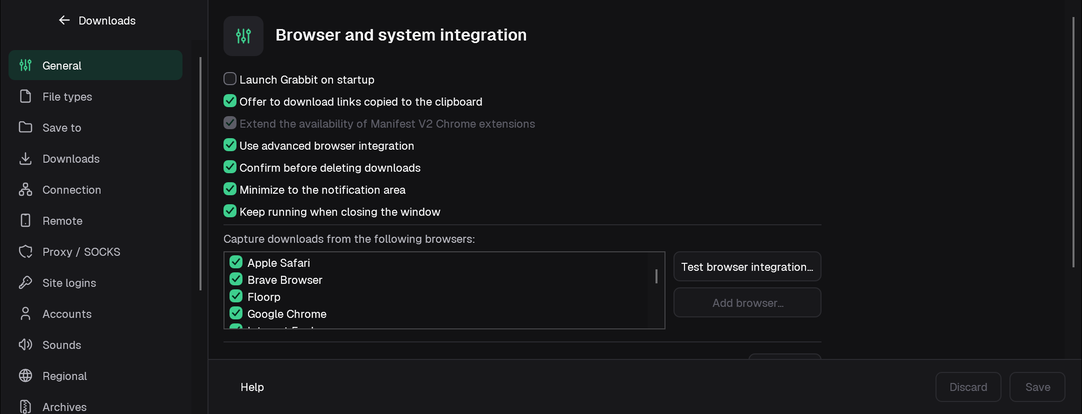 Downloads
General
File types
Save to
Downloads
Connection
Remote
Proxy / SOCKS
Site logins
Accounts
Sounds
Regional
Archives
Browser and system integration
Launch Grabbit on startup
Offer to download links copied to the clipboard
Extend the availability of Manifest V2 Chrome extensions
Use advanced browser integration
Confirm before deleting downloads
Minimize to the notification area
Keep running when closing the window
Capture downloads from the following browsers:
Apple Safari
Brave Browser
Floorp
Google Chrome
Test browser integration...
Add browser...
Help
Discard
Save